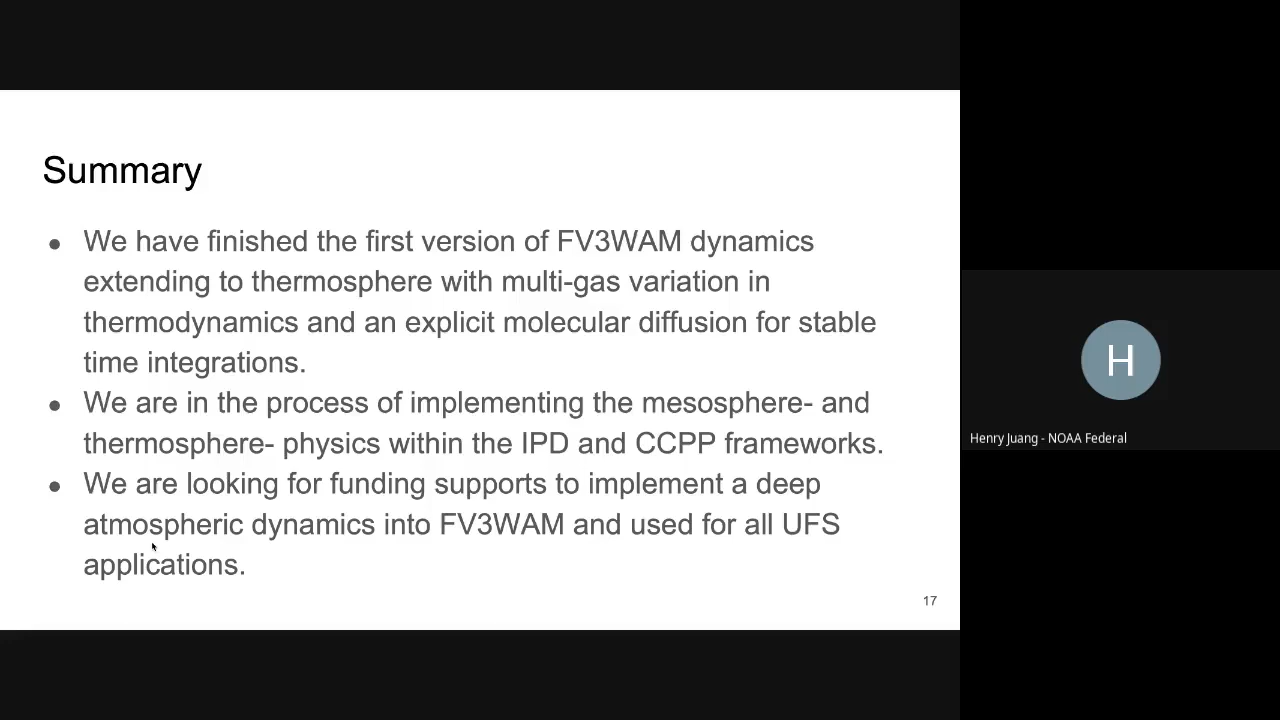 Summary
● We have finished the first version of FV3WAM dynamics
extending to thermosphere with multi-gas variation in
thermodynamics and an explicit molecular diffusion for stable
time integrations.
● We are in the process of implementing the mesosphere- and
thermosphere- physics within the IPD and CCPP frameworks.
● We are looking for funding supports to implement a deep
atmospheric dynamics into FV3WAM and used for all UFS
applications.
17
H
Henry Juang - NOAA Federal